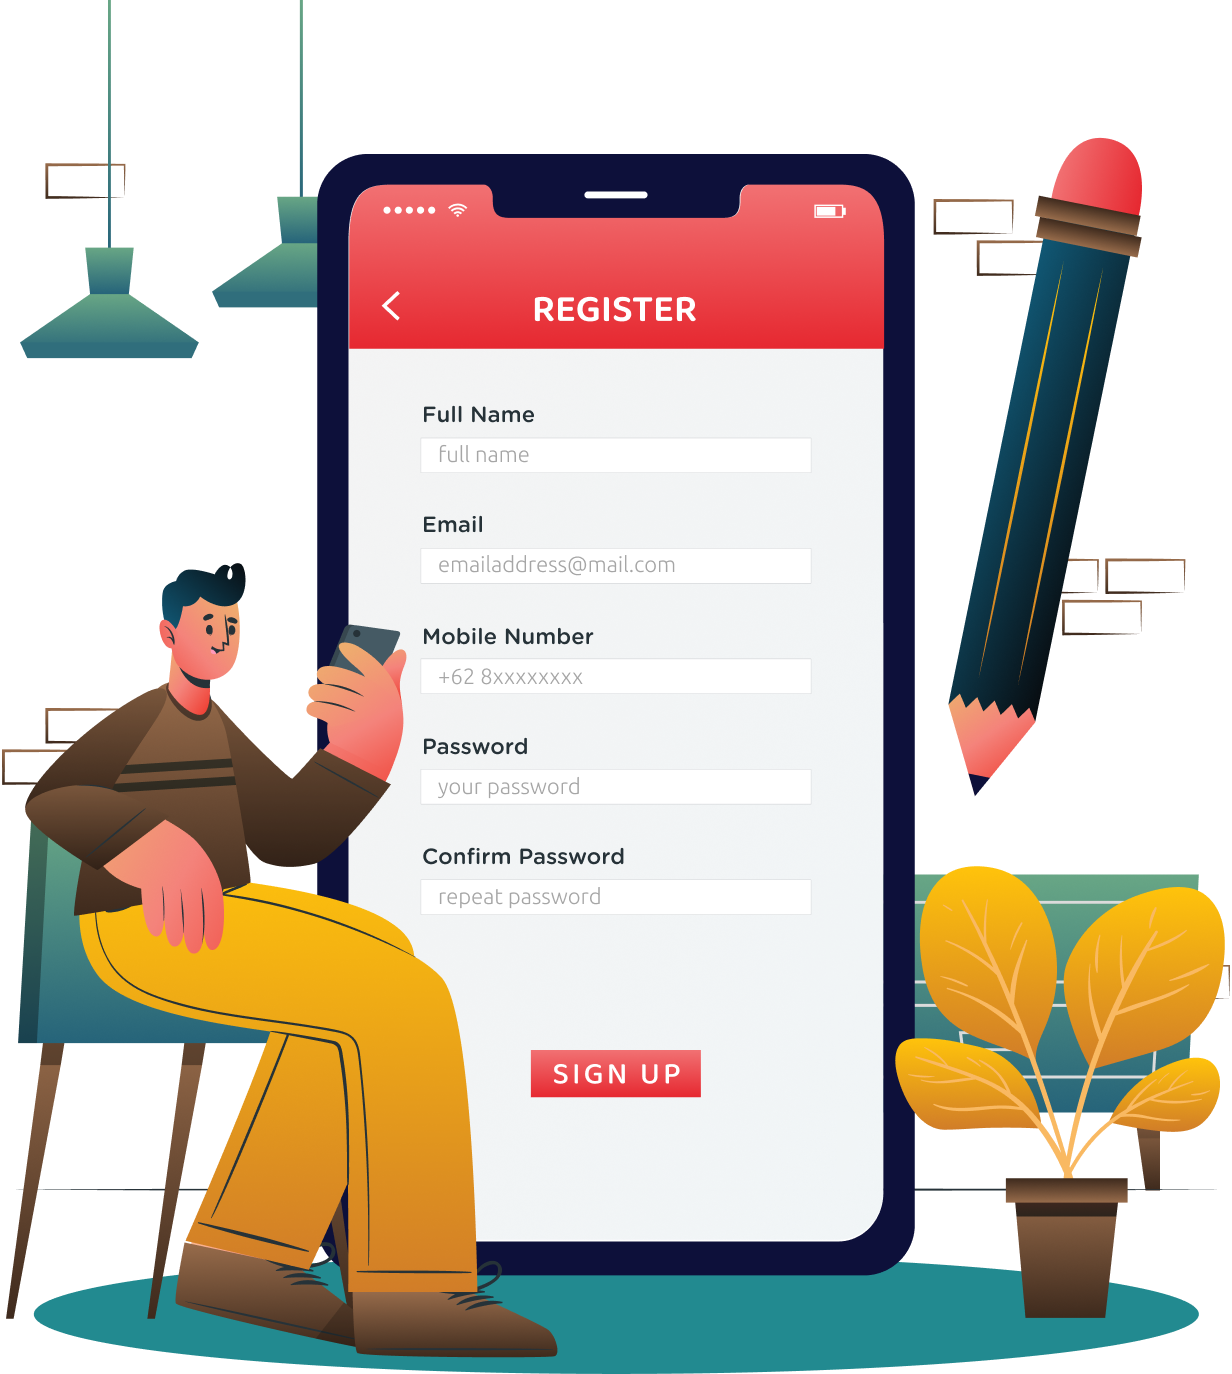 REGISTER
Full Name
full name
Email
emailaddress@mail.com
Mobile Number
+62 8xxxxxxxx
Password
your password
Confirm Password
repeat password
SIGN UP